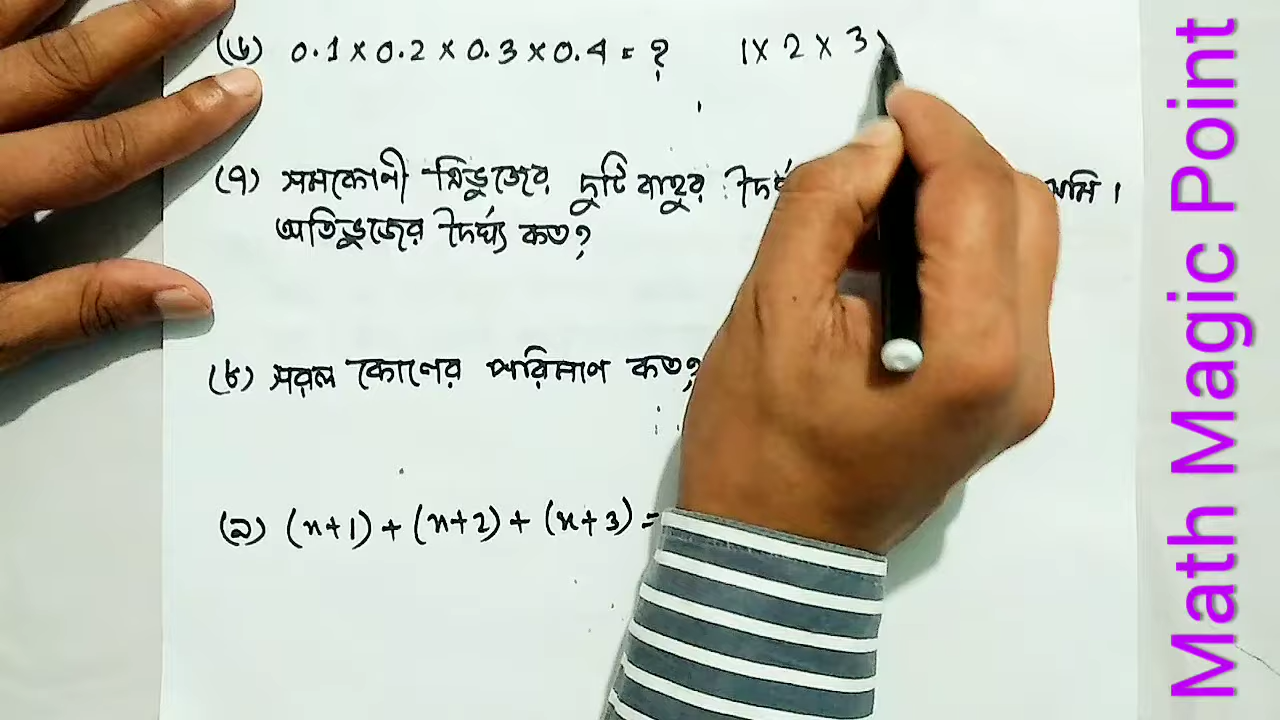 (৬) 0.1 × 0.2 × 0.3 × 0.4 = ? 1 × 2 × 3
(৭) সমকোণী ত্রিভুজের দুটি বাহুর দৈর্ঘ্য
অতিভুজের দৈর্ঘ্য কত?
(৮) সরল কোণের পরিমাণ কত?
(৯) (x+1) + (x+2) + (x+3) =
Math Magic Point